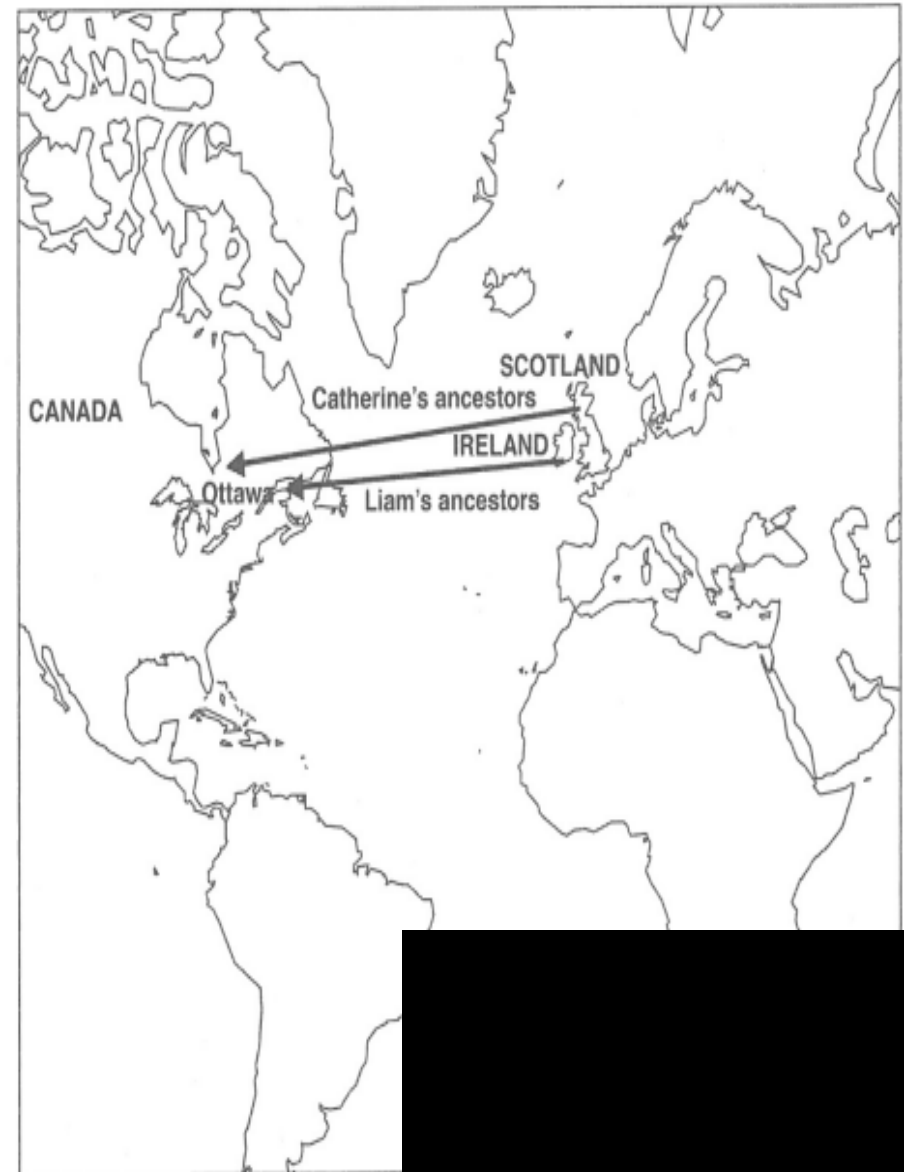 SCOTLAND
Catherine's ancestors
CANADA
IRELAND
Ottawa
Liam's ancestors